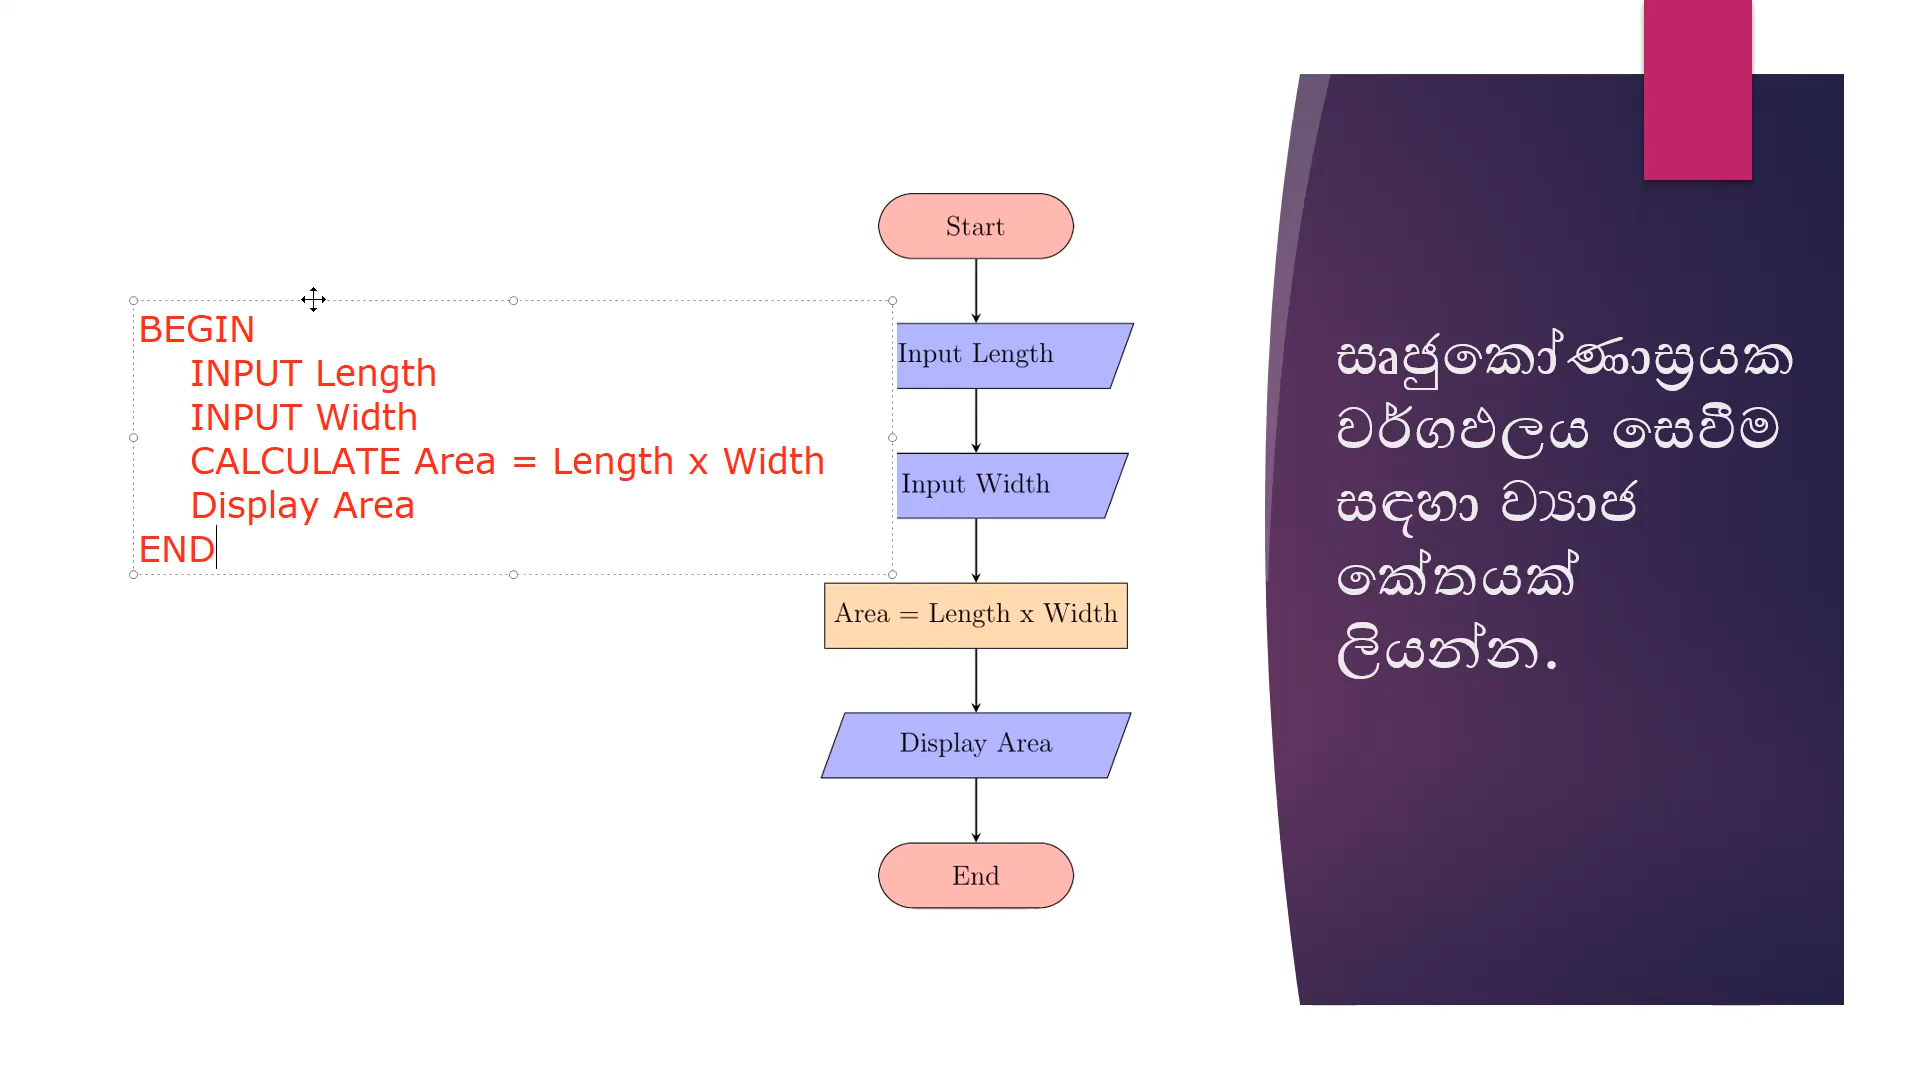 BEGIN
INPUT Length
INPUT Width
CALCULATE Area = Length x Width
Display Area
END
Start
Input Length
Input Width
Area = Length x Width
Display Area
End
සෘජුකෝණාස්‍රයක
වර්ගඵලය සෙවීම
සඳහා ව්‍යාජ
කේතයක්
ලියන්න.